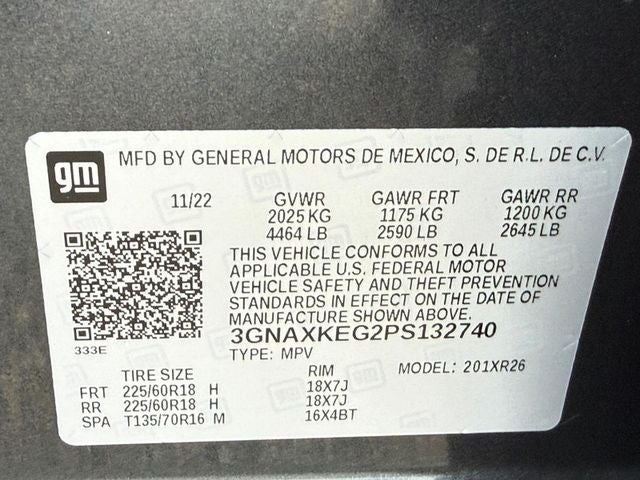 gm MFD BY GENERAL MOTORS DE MEXICO, S. DE R.L. DE C.V.
11/22 GVWR GAWR FRT GAWR RR
2025 KG 1175 KG 1200 KG
4464 LB 2590 LB 2645 LB
THIS VEHICLE CONFORMS TO ALL
APPLICABLE U.S. FEDERAL MOTOR
VEHICLE SAFETY AND THEFT PREVENTION
STANDARDS IN EFFECT ON THE DATE OF
MANUFACTURE SHOWN ABOVE.
3GNAXKEG2PS132740
333E
TYPE: MPV MODEL: 201XR26
TIRE SIZE RIM
FRT 225/60R18 H 18X7J
RR 225/60R18 H 18X7J
SPA T135/70R16 M 16X4BT